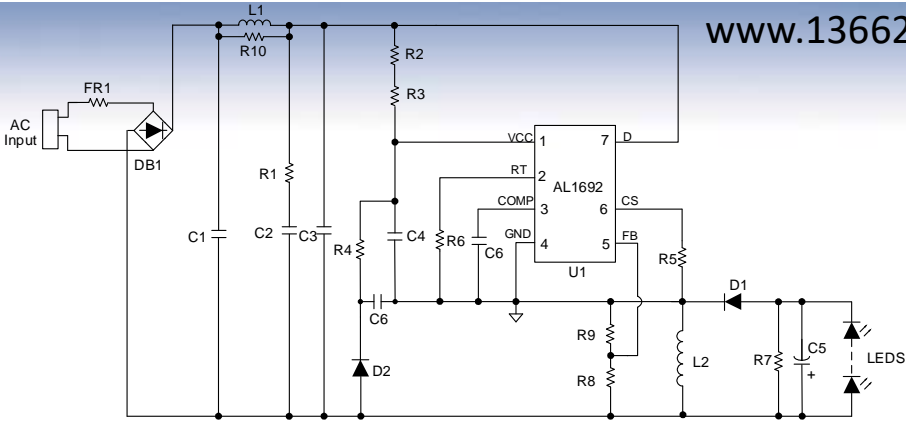 www.13662
L1
R10
R2
FR1
R3
AC
Input
DB1
VCC 1
7 D
RT 2
R1
AL1692
COMP 3
6 CS
C1
C2
C3
R4
C4
R6
C6
GND 4
5 FB
R5
U1
D1
C6
R9
D2
R8
L2
R7
C5
+
LEDS